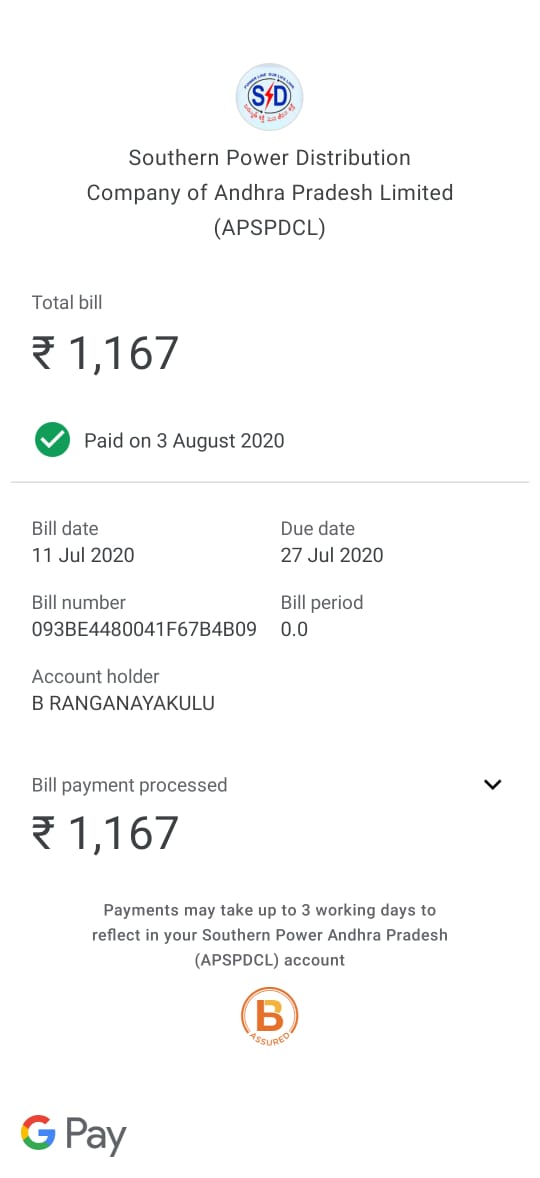 SD
Southern Power Distribution
Company of Andhra Pradesh Limited
(APSPDCL)
Total bill
₹ 1,167
Paid on 3 August 2020
Bill date
Due date
11 Jul 2020
27 Jul 2020
Bill number
Bill period
093BE4480041F67B4B09
0.0
Account holder
B RANGANAYAKULU
Bill payment processed
₹ 1,167
Payments may take up to 3 working days to
reflect in your Southern Power Andhra Pradesh
(APSPDCL) account
B
ASSURED
G Pay